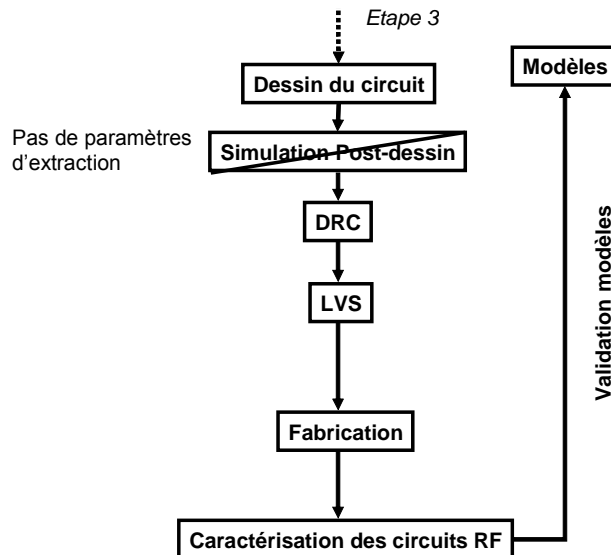 Etape 3
Dessin du circuit
Modèles
Pas de paramètres
d'extraction
Simulation Post-dessin
DRC
LVS
Validation modèles
Fabrication
Caractérisation des circuits RF